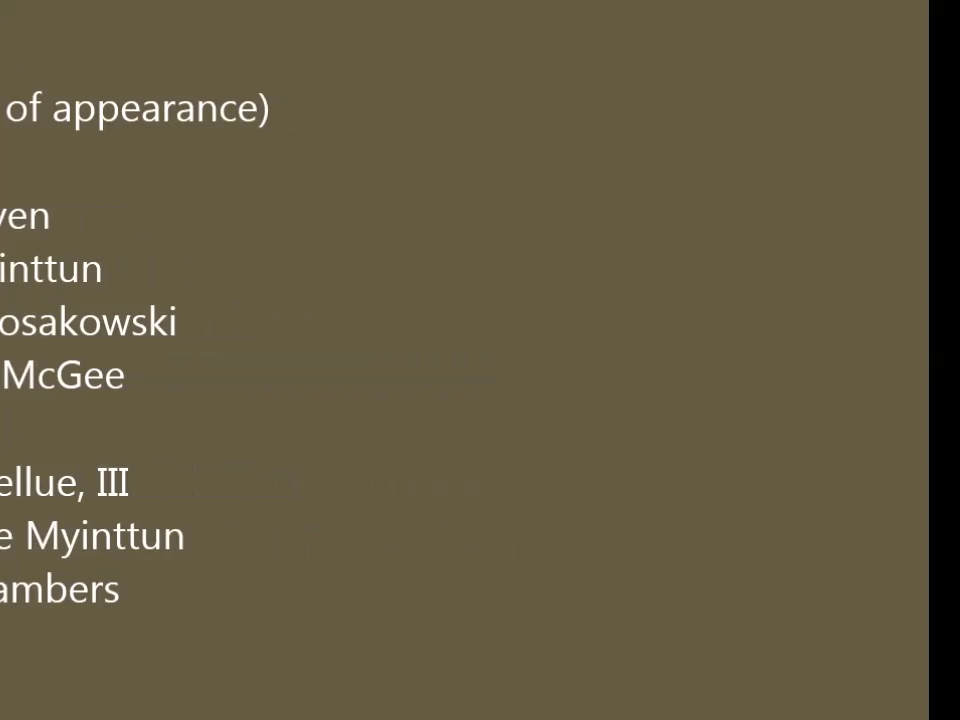 of appearance)
ven
inttun
osakowski
McGee
ellue, III
e Myinttun
ambers